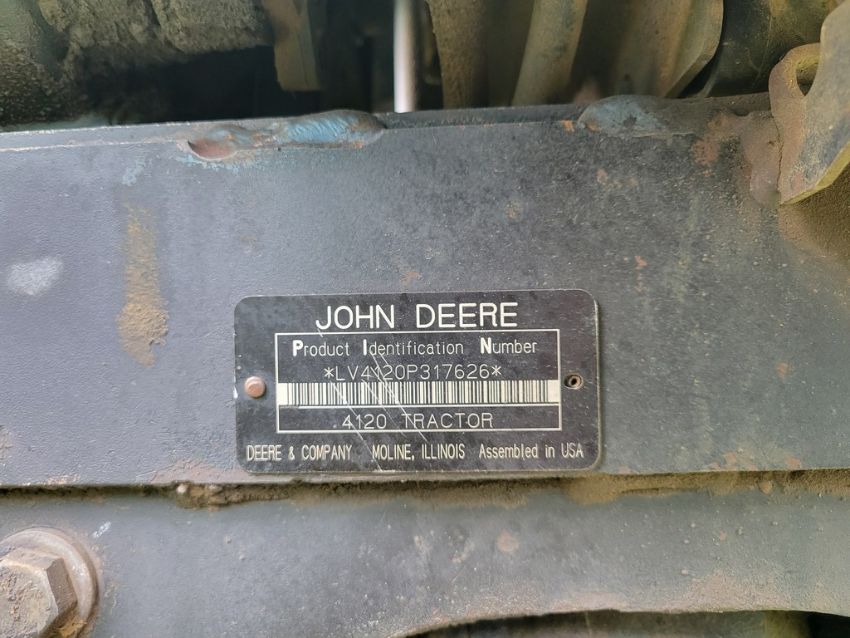 JOHN DEERE
Product Identification Number
*LV4120P317626*
4120 TRACTOR
DEERE & COMPANY MOLINE, ILLINOIS Assembled in USA